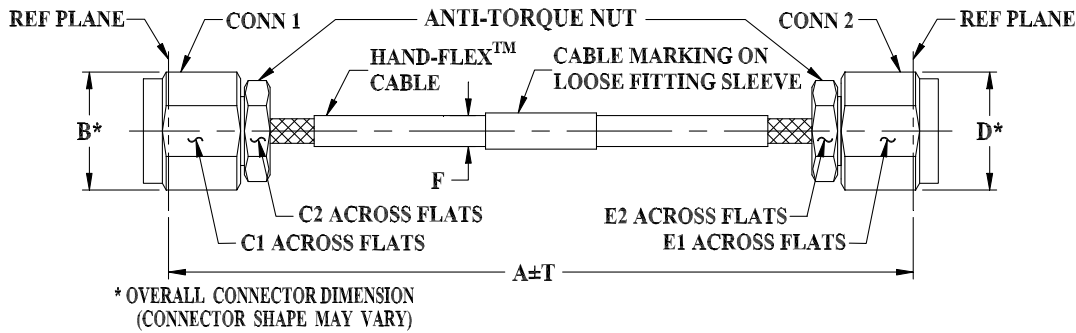 REF PLANE
CONN 1
ANTI-TORQUE NUT
CONN 2
REF PLANE
HAND-FLEX™
CABLE
CABLE MARKING ON
LOOSE FITTING SLEEVE
B*
D*
F
C2 ACROSS FLATS
E2 ACROSS FLATS
C1 ACROSS FLATS
E1 ACROSS FLATS
A±T
* OVERALL CONNECTOR DIMENSION
(CONNECTOR SHAPE MAY VARY)